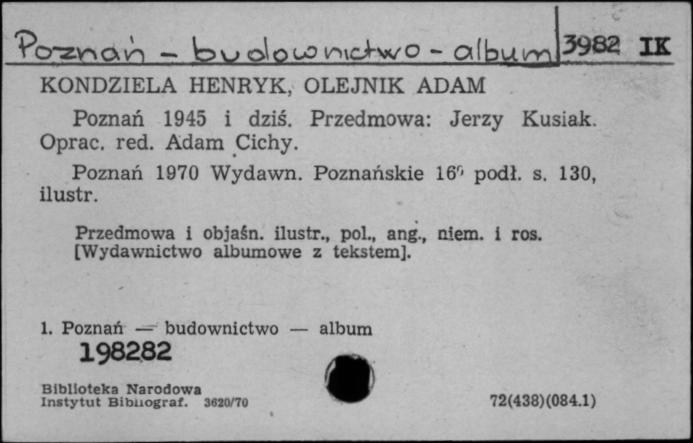 Poznań – budownictwo – album 3982 IK
KONDZIELA HENRYK, OLEJNIK ADAM
Poznań 1945 i dziś. Przedmowa: Jerzy Kusiak.
Oprac. red. Adam Cichy.
Poznań 1970 Wydawn. Poznańskie 16⁰ podł. s. 130,
ilustr.
Przedmowa i objaśn. ilustr., pol., ang., niem. i ros.
[Wydawnictwo albumowe z tekstem].
1. Poznań — budownictwo — album
198282
Biblioteka Narodowa
Instytut Bibliograf. 3620/70
72(438)(084.1)